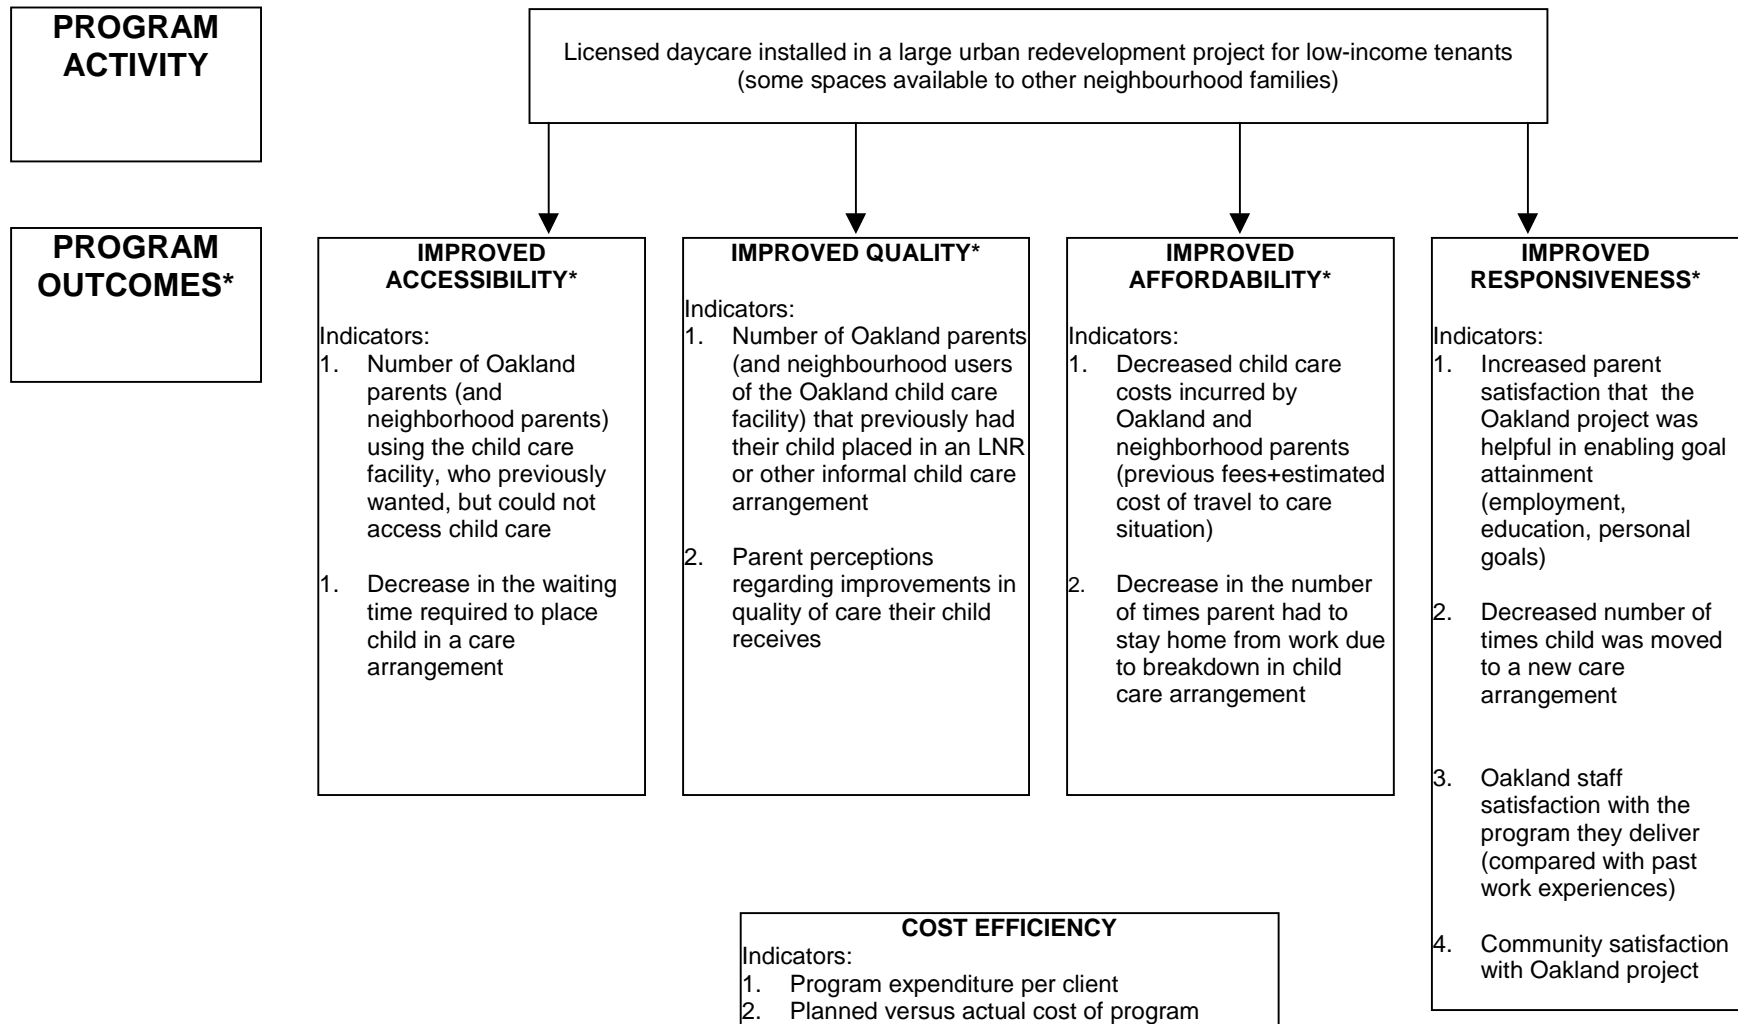 PROGRAM
ACTIVITY
Licensed daycare installed in a large urban redevelopment project for low-income tenants
(some spaces available to other neighbourhood families)
PROGRAM
OUTCOMES*
IMPROVED
ACCESSIBILITY*
Indicators:
1. Number of Oakland
parents (and
neighborhood parents)
using the child care
facility, who previously
wanted, but could not
access child care
1. Decrease in the waiting
time required to place
child in a care
arrangement
IMPROVED QUALITY*
Indicators:
1. Number of Oakland parents
(and neighbourhood users
of the Oakland child care
facility) that previously had
their child placed in an LNR
or other informal child care
arrangement
2. Parent perceptions
regarding improvements in
quality of care their child
receives
IMPROVED
AFFORDABILITY*
Indicators:
1. Decreased child care
costs incurred by
Oakland and
neighborhood parents
(previous fees+estimated
cost of travel to care
situation)
2. Decrease in the number
of times parent had to
stay home from work due
to breakdown in child
care arrangement
IMPROVED
RESPONSIVENESS*
Indicators:
1. Increased parent
satisfaction that the
Oakland project was
helpful in enabling goal
attainment
(employment,
education, personal
goals)
2. Decreased number of
times child was moved
to a new care
arrangement
3. Oakland staff
satisfaction with the
program they deliver
(compared with past
work experiences)
4. Community satisfaction
with Oakland project
COST EFFICIENCY
Indicators:
1. Program expenditure per client
2. Planned versus actual cost of program